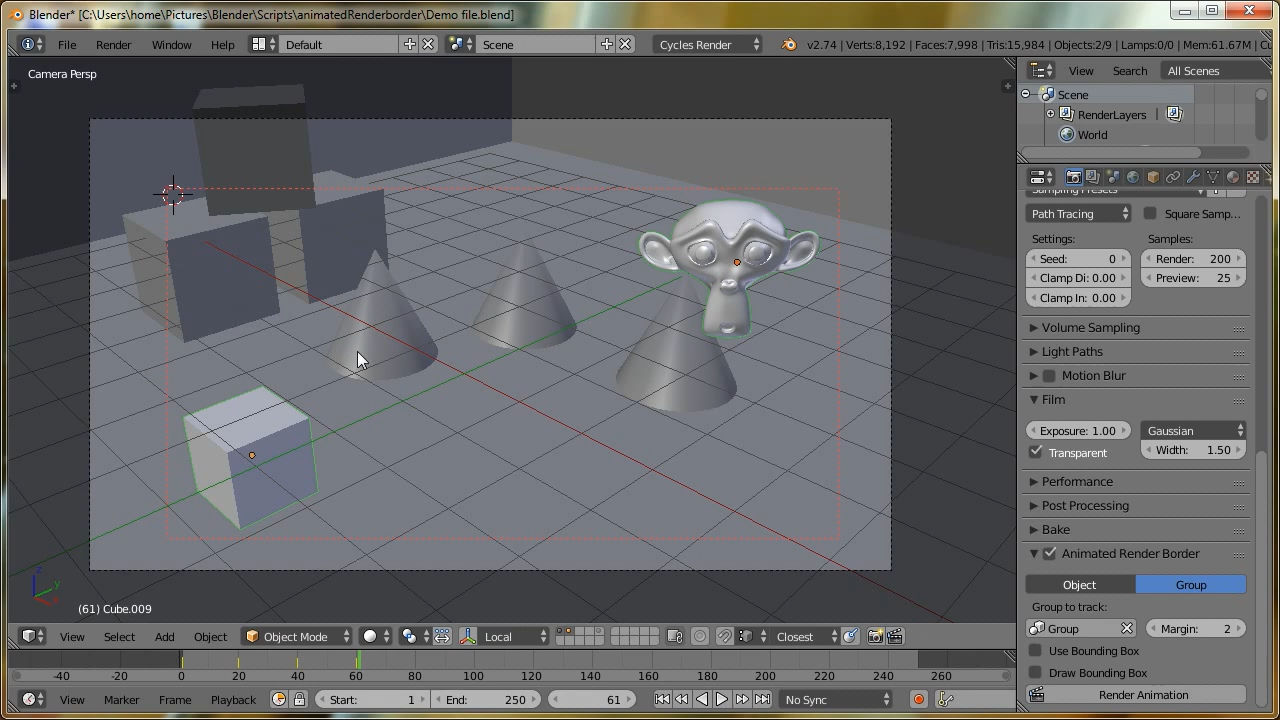 Blender* [C:\Users\home\Pictures\Blender\Scripts\animatedRenderborder\Demo file.blend]
File Render Window Help Default Scene Cycles Render v2.74 | Verts:8,192 | Faces:7,998 | Tris:15,984 | Objects:2/9 | Lamps:0/0 | Mem:61.67M | Cu
Camera Persp
View Search All Scenes
Scene
RenderLayers
World
Sampling Presets
Path Tracing Square Samp...
Settings: Samples:
Seed: 0 Render: 200
Clamp Di: 0.00 Preview: 25
Clamp In: 0.00
Volume Sampling
Light Paths
Motion Blur
Film
Exposure: 1.00 Gaussian
Transparent Width: 1.50
Performance
Post Processing
Bake
Animated Render Border
Object Group
Group to track:
Group Margin: 2
Use Bounding Box
Draw Bounding Box
Render Animation
z
y
x
(61) Cube.009
View Select Add Object Object Mode Local Closest
-40 -20 0 20 40 60 80 100 120 140 160 180 200 220 240 260
View Marker Frame Playback Start: 1 End: 250 61 No Sync